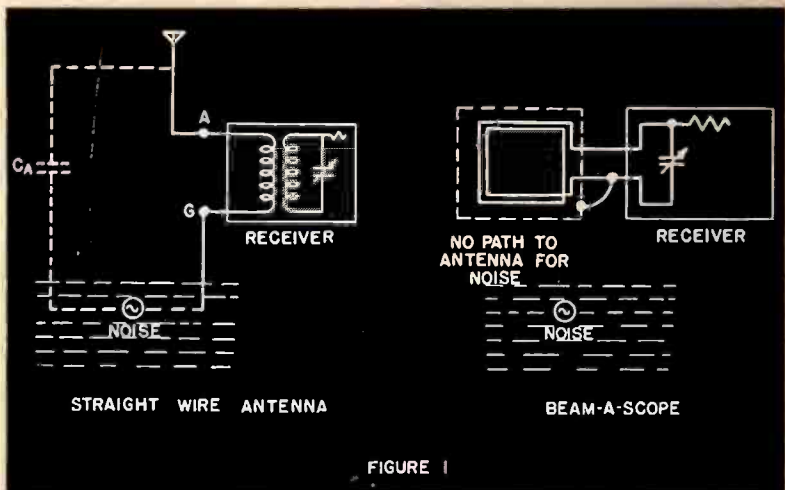 CA
A
G
RECEIVER
NOISE
STRAIGHT WIRE ANTENNA
RECEIVER
NO PATH TO
ANTENNA FOR
NOISE
NOISE
BEAM-A-SCOPE
FIGURE 1